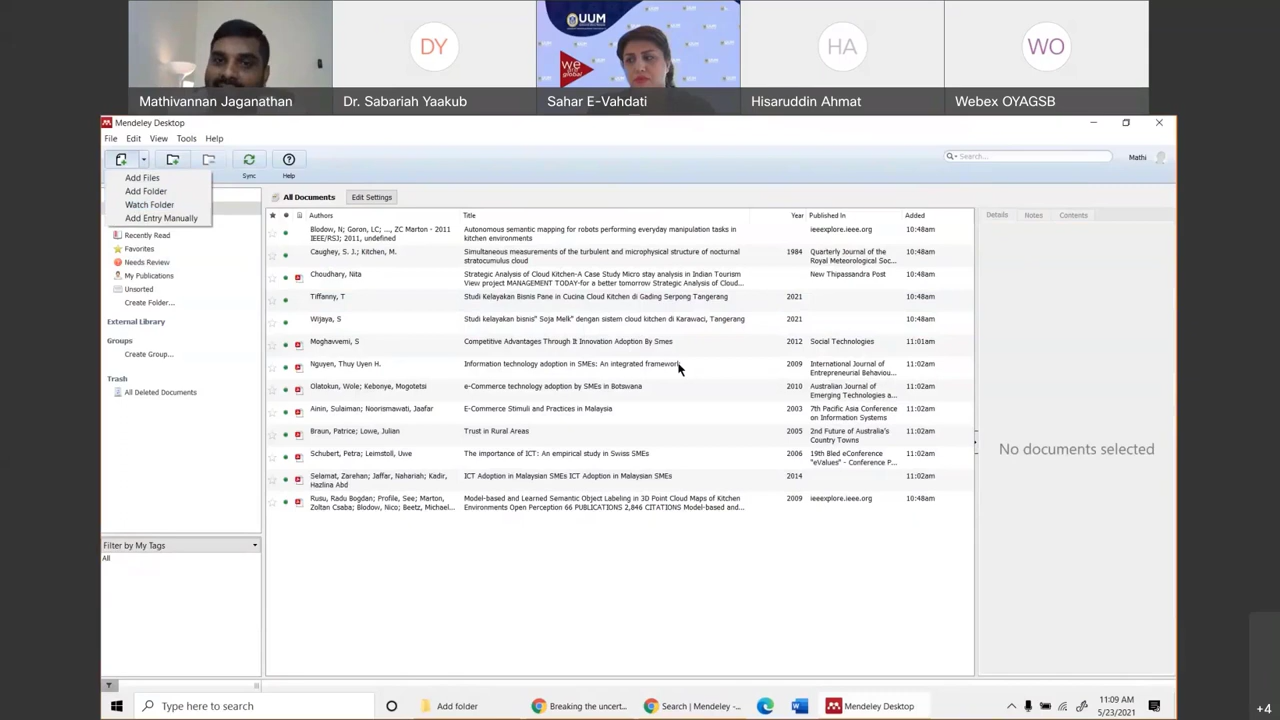 UUM
we are global
DY
HA
WO
Mathivannan Jaganathan
Dr. Sabariah Yaakub
Sahar E-Vahdati
Hisaruddin Ahmat
Webex OYAGSB
Mendeley Desktop
File Edit View Tools Help
Sync
Help
Search...
Mathi
Add Files
Add Folder
Watch Folder
Add Entry Manually
Recently Read
Favorites
Needs Review
My Publications
Unsorted
Create Folder...
External Library
Groups
Create Group...
Trash
All Deleted Documents
Filter by My Tags
All
All Documents Edit Settings
Authors Title Year Published In Added
Blodow, N; Goron, LC; ..., ZC Marton - 2011 Autonomous semantic mapping for robots performing everyday manipulation tasks in ieeexplore.ieee.org 10:48am
IEEE/RSJ; 2011, undefined kitchen environments
Caughey, S. J.; Kitchen, M. Simultaneous measurements of the turbulent and microphysical structure of nocturnal 1984 Quarterly Journal of the 10:48am
stratocumulus cloud Royal Meteorological Soc...
Choudhary, Nita Strategic Analysis of Cloud Kitchen-A Case Study Micro stay analysis in Indian Tourism New Thipassandra Post 10:48am
View project MANAGEMENT TODAY-for a better tomorrow Strategic Analysis of Cloud...
Tiffanny, T Studi Kelayakan Bisnis Pane in Cucina Cloud Kitchen di Gading Serpong Tangerang 2021 10:48am
Wijaya, S Studi kelayakan bisnis" Soja Melk" dengan sistem cloud kitchen di Karawaci, Tangerang 2021 10:48am
Moghavvemi, S Competitive Advantages Through It Innovation Adoption By Smes 2012 Social Technologies 11:01am
Nguyen, Thuy Uyen H. Information technology adoption in SMEs: An integrated framework 2009 International Journal of 11:02am
Entrepreneurial Behaviou...
Olatokun, Wole; Kebonye, Mogotetsi e-Commerce technology adoption by SMEs in Botswana 2010 Australian Journal of 11:02am
Emerging Technologies a...
Ainin, Sulaiman; Noorismawati, Jaafar E-Commerce Stimuli and Practices in Malaysia 2003 7th Pacific Asia Conference 11:02am
on Information Systems
Braun, Patrice; Lowe, Julian Trust in Rural Areas 2005 2nd Future of Australia's 11:02am
Country Towns
Schubert, Petra; Leimstoll, Uwe The importance of ICT: An empirical study in Swiss SMEs 2006 19th Bled eConference 11:02am
"eValues" - Conference P...
Selamat, Zarehan; Jaffar, Nahariah; Kadir, ICT Adoption in Malaysian SMEs ICT Adoption in Malaysian SMEs 2014 11:02am
Hazlina Abd
Rusu, Radu Bogdan; Profile, See; Marton, Model-based and Learned Semantic Object Labeling in 3D Point Cloud Maps of Kitchen 2009 ieeexplore.ieee.org 10:48am
Zoltan Csaba; Blodow, Nico; Beetz, Michael... Environments Open Perception 66 PUBLICATIONS 2,846 CITATIONS Model-based and...
Details Notes Contents
No documents selected
Type here to search
Add folder
Breaking the uncert...
Search | Mendeley -...
Mendeley Desktop
11:09 AM
5/23/2021
+4